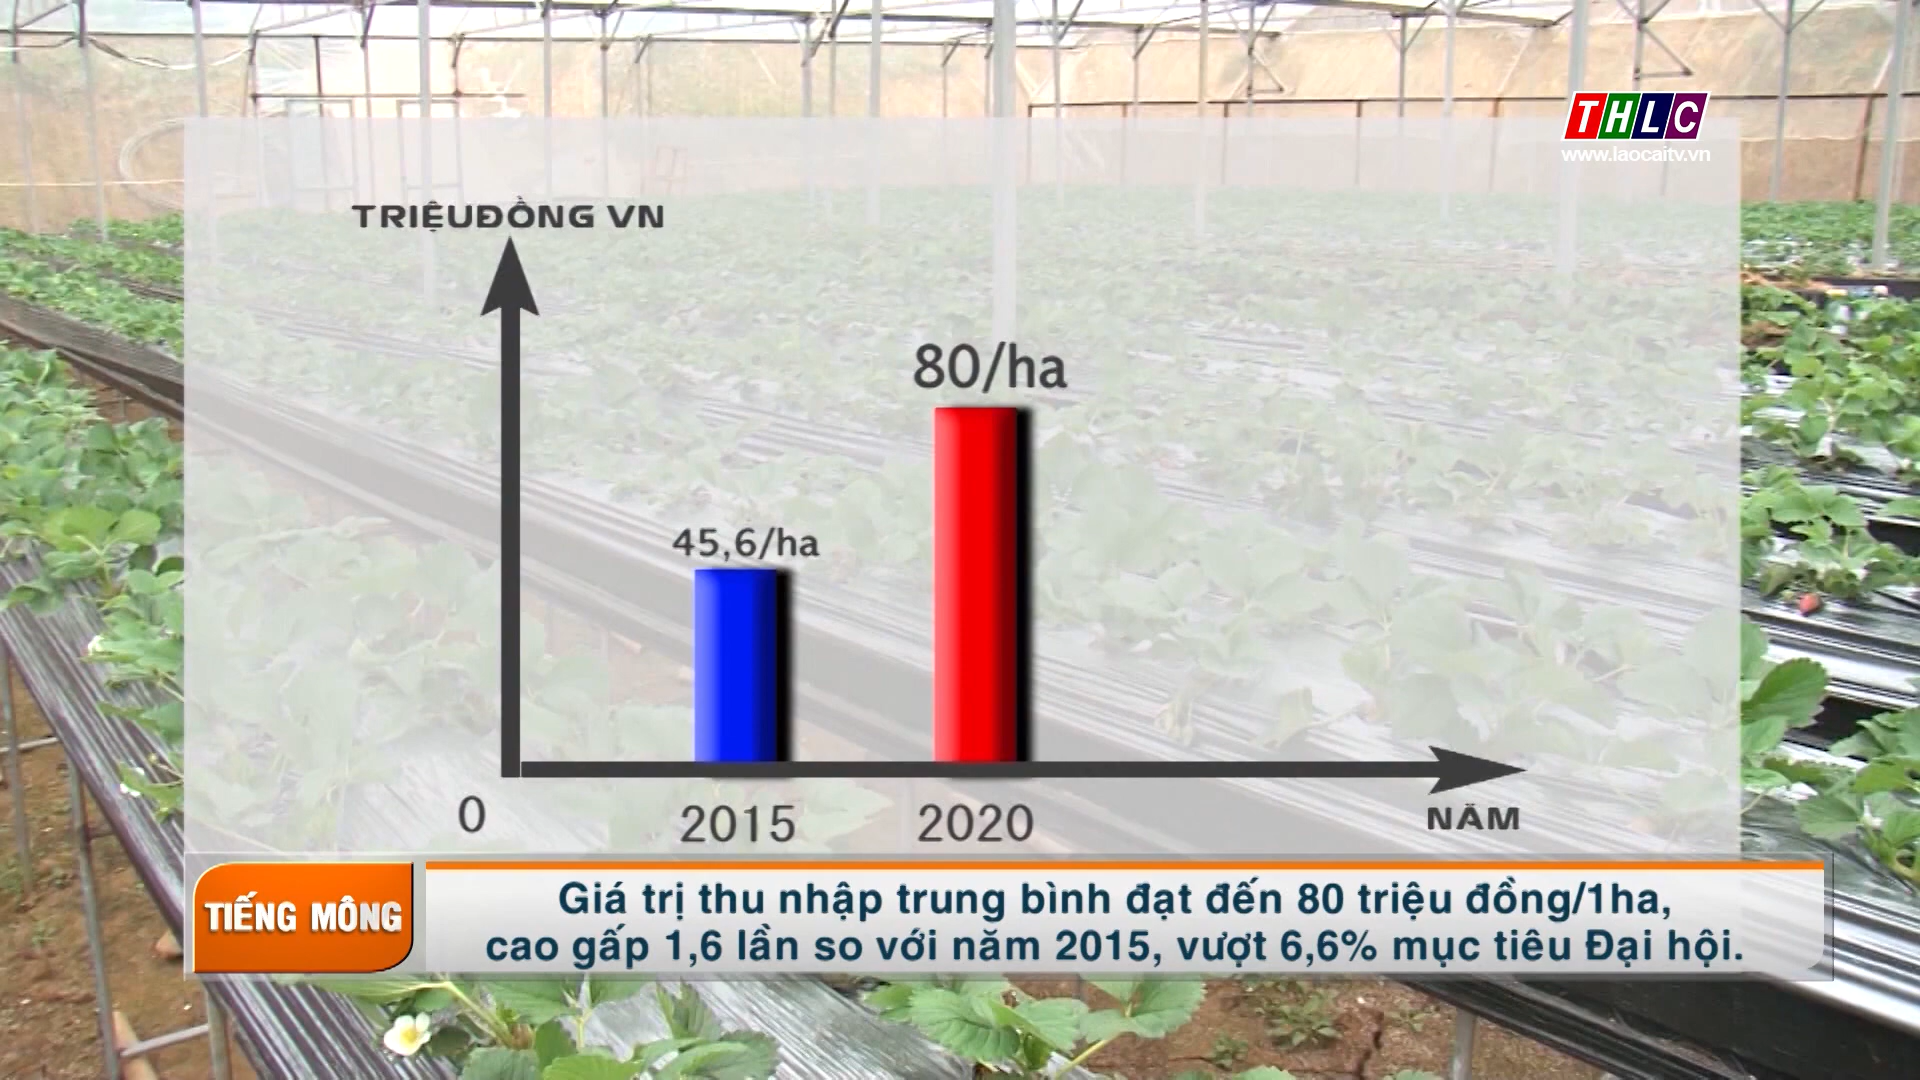 THLC
www.laocaitv.vn
TRIỆUĐỒNG VN
80/ha
45,6/ha
0
2015
2020
NĂM
TIẾNG MÔNG
Giá trị thu nhập trung bình đạt đến 80 triệu đồng/1ha,
cao gấp 1,6 lần so với năm 2015, vượt 6,6% mục tiêu Đại hội.